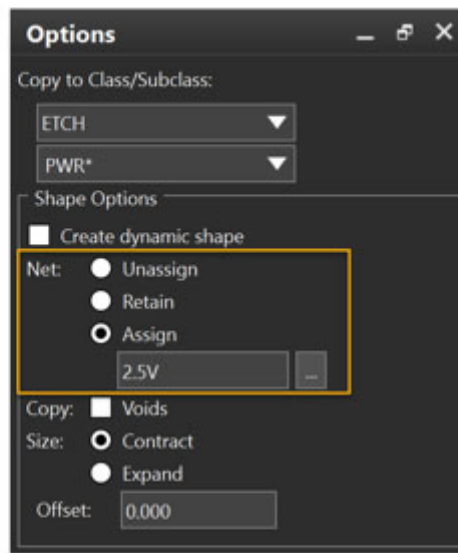 Options
Copy to Class/Subclass:
ETCH
PWR*
Shape Options
Create dynamic shape
Net: Unassign
Retain
Assign
2.5V ...
Copy: Voids
Size: Contract
Expand
Offset: 0.000